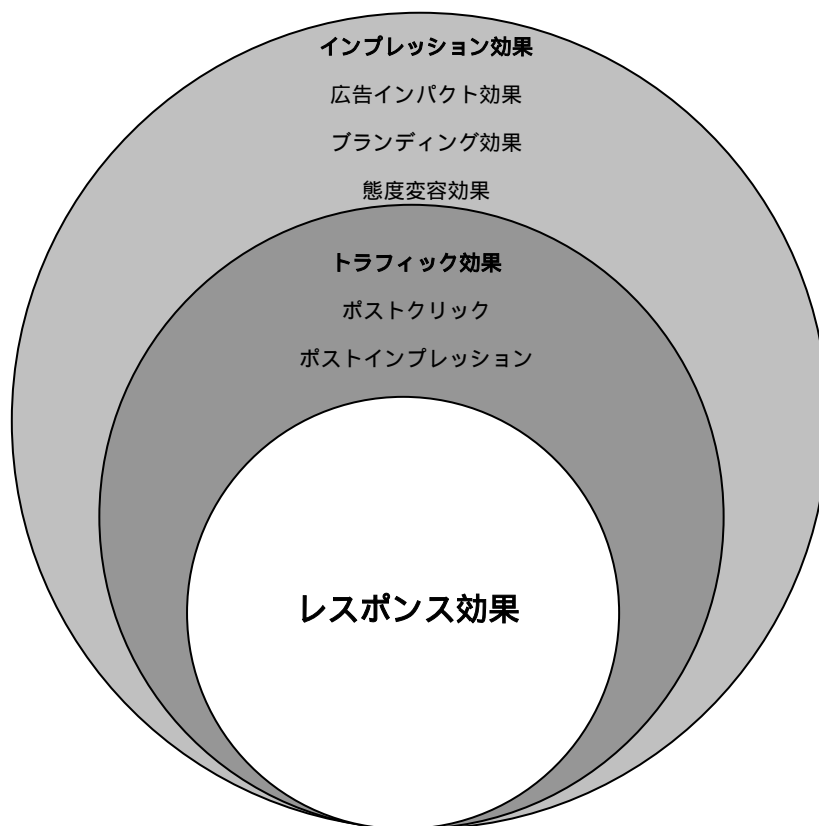 インプレッション効果
広告インパクト効果
ブランディング効果
態度変容効果
トラフィック効果
ポストクリック
ポストインプレッション
レスポンス効果